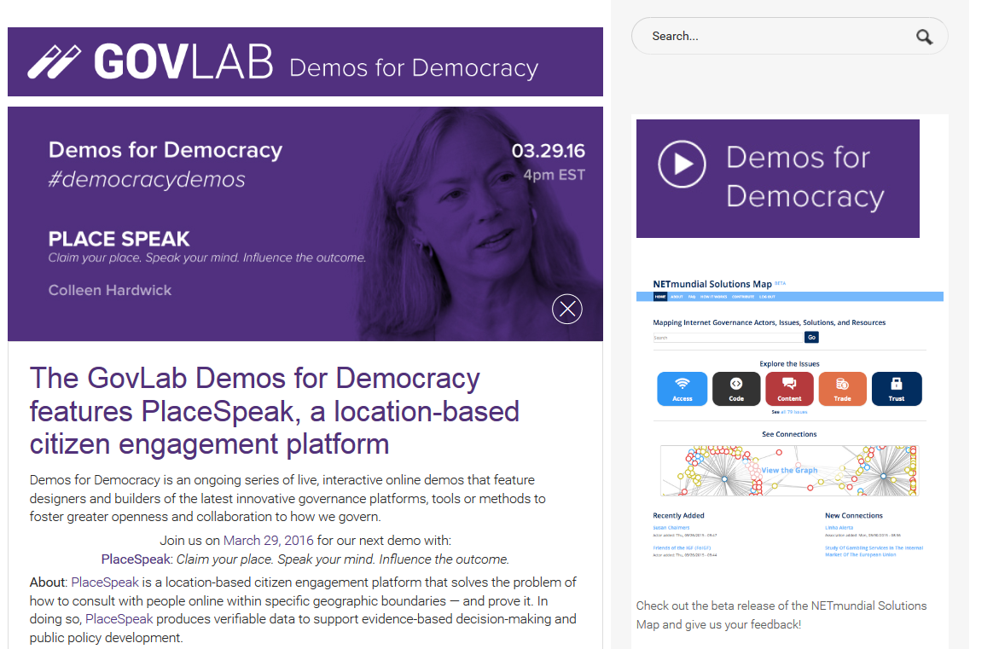 GOVLAB Demos for Democracy
Demos for Democracy
#democracydemos
03.29.16
4pm EST
PLACE SPEAK
Claim your place. Speak your mind. Influence the outcome.
Colleen Hardwick
The GovLab Demos for Democracy
features PlaceSpeak, a location-based
citizen engagement platform
Demos for Democracy is an ongoing series of live, interactive online demos that feature
designers and builders of the latest innovative governance platforms, tools or methods to
foster greater openness and collaboration to how we govern.
Join us on March 29, 2016 for our next demo with:
PlaceSpeak: Claim your place. Speak your mind. Influence the outcome.
About: PlaceSpeak is a location-based citizen engagement platform that solves the problem of
how to consult with people online within specific geographic boundaries — and prove it. In
doing so, PlaceSpeak produces verifiable data to support evidence-based decision-making and
public policy development.
Search...
Demos for
Democracy
NETmundial Solutions Map BETA
HOME ABOUT FAQ HOW IT WORKS CONTRIBUTE LOG OUT
Mapping Internet Governance Actors, Issues, Solutions, and Resources
Search Go
Explore the Issues
Access Code Content Trade Trust
See all 79 Issues
See Connections
View the Graph
Recently Added
Susan Chalmers
Actor added: Thu,
Friends of the IGF (FoIGF)
Actor added: Thu,
New Connections
Linha Alerta
Association added: Mon,
Study Of Gambling Services In The Internal
Market Of The European Union
Check out the beta release of the NETmundial Solutions
Map and give us your feedback!